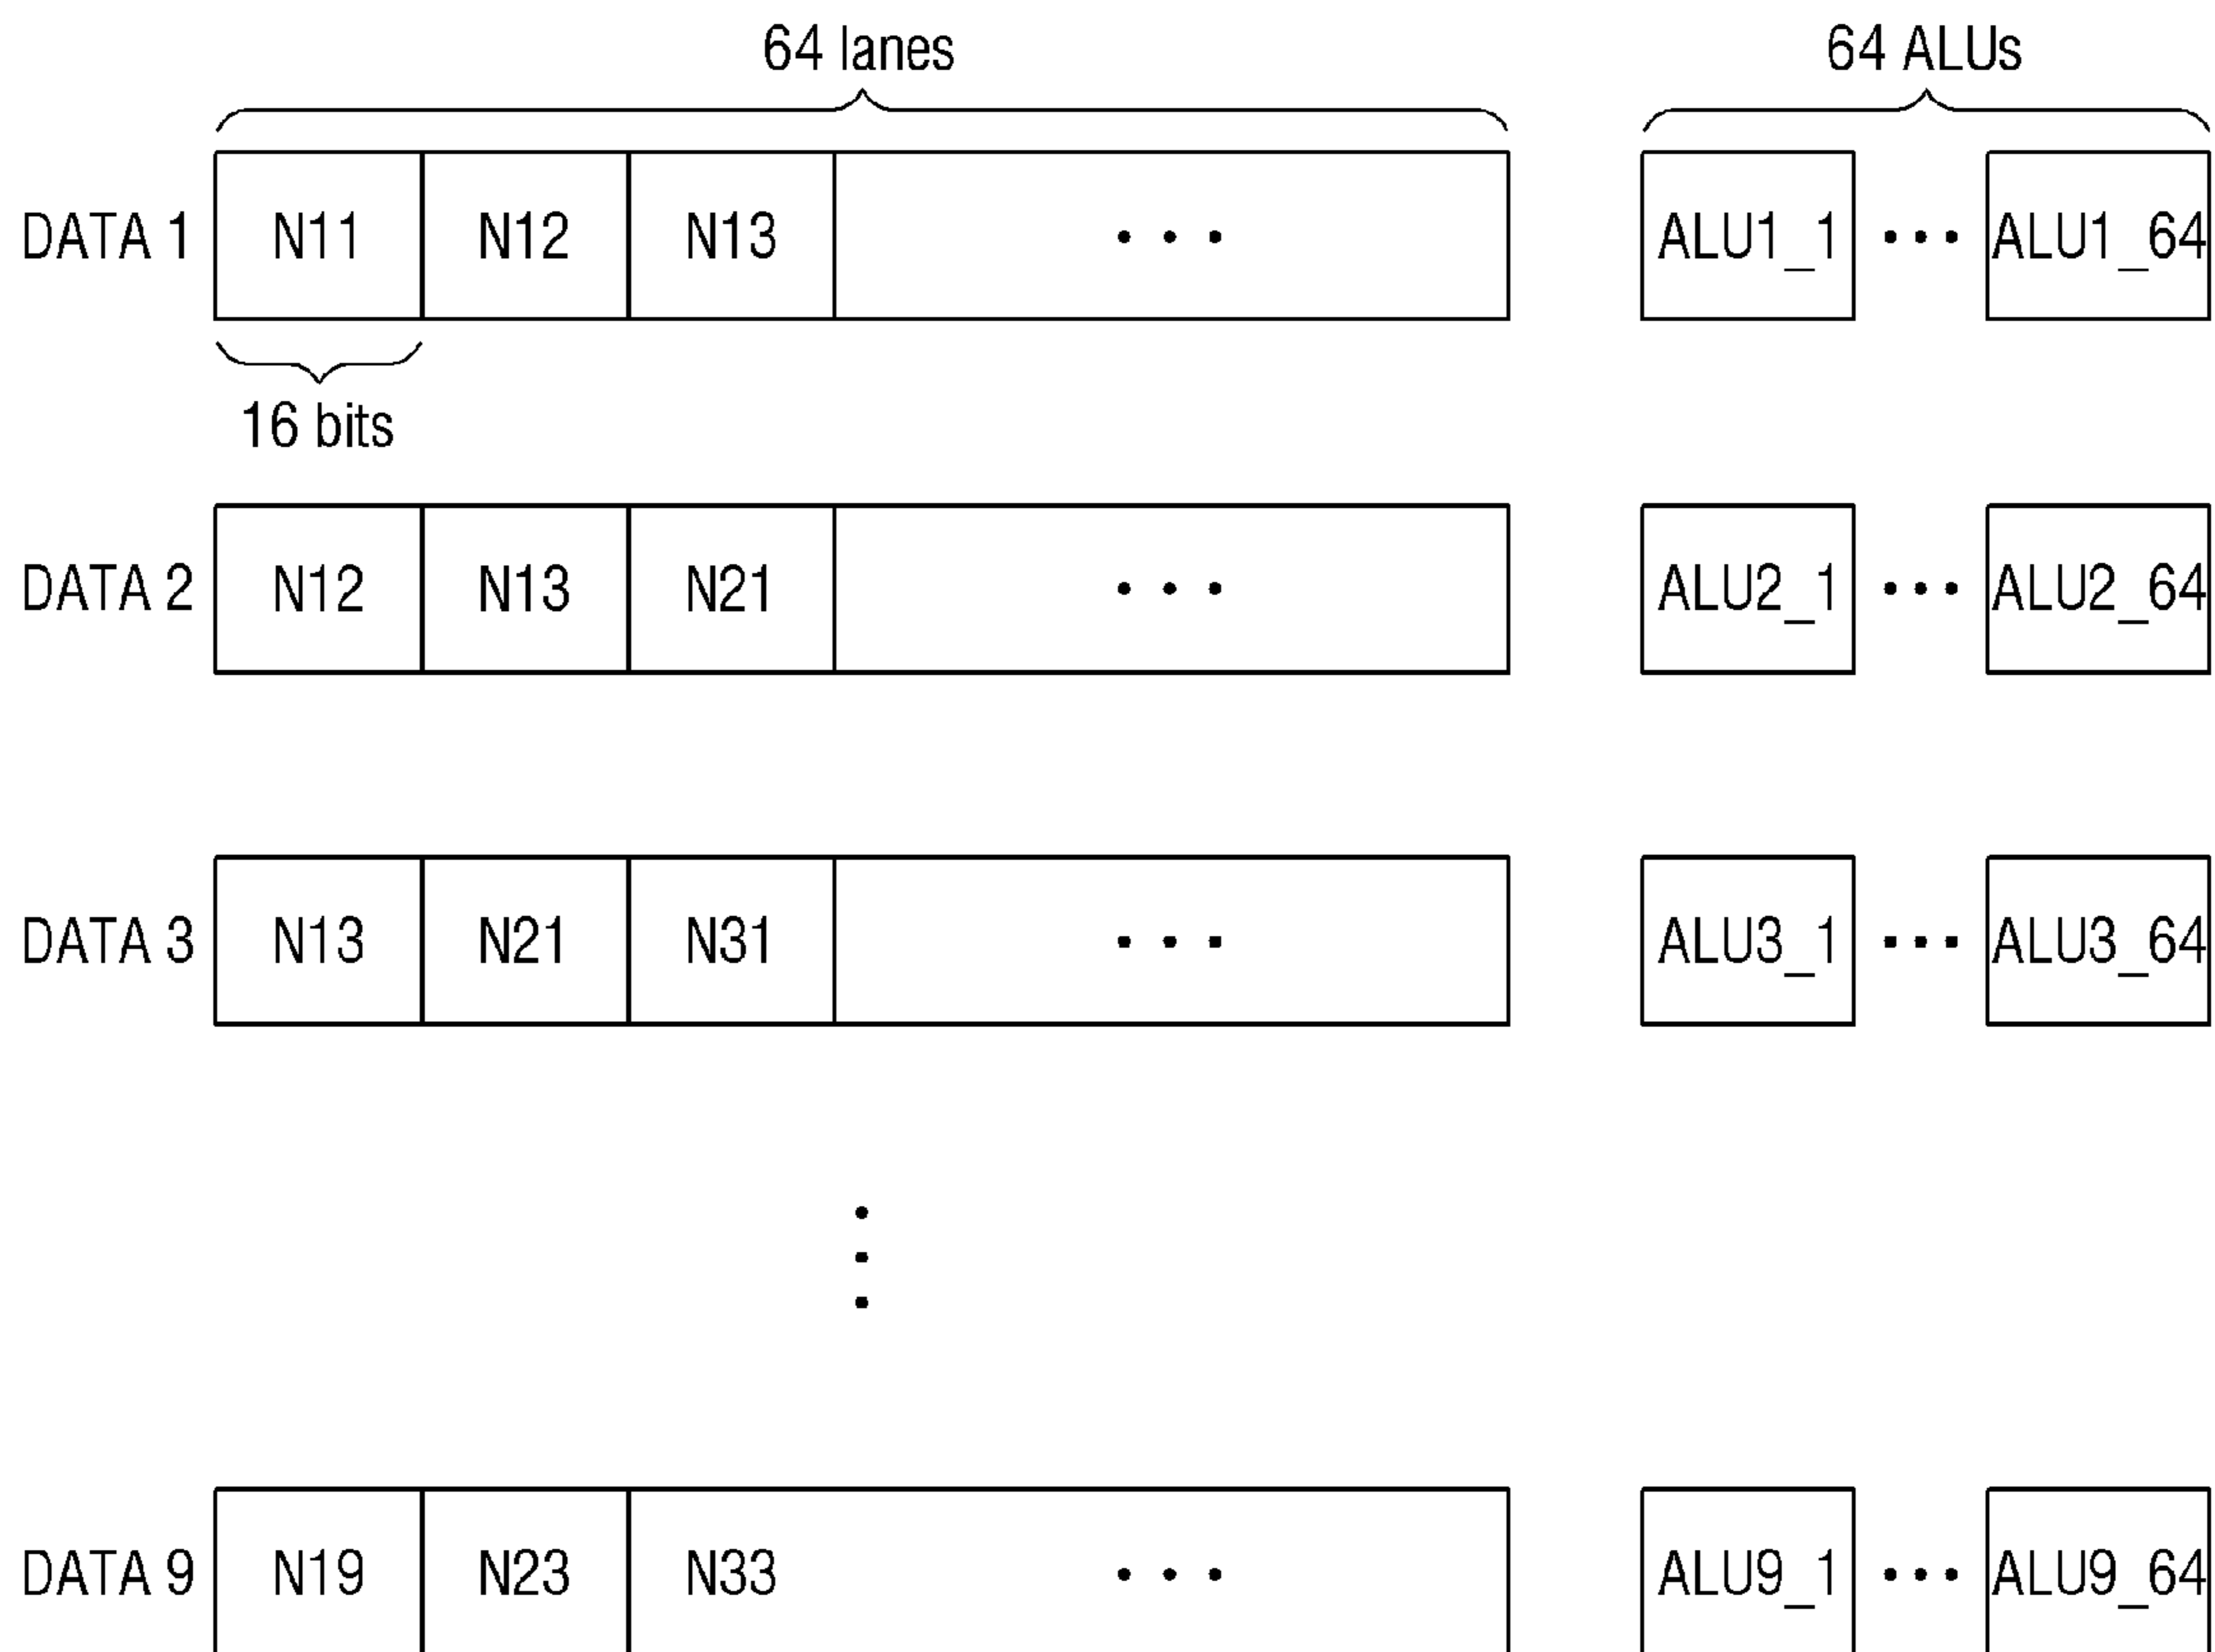 64 lanes 64 ALUs
DATA 1 N11 N12 N13 ••• ALU1_1 ••• ALU1_64
16 bits
DATA 2 N12 N13 N21 ••• ALU2_1 ••• ALU2_64
DATA 3 N13 N21 N31 ••• ALU3_1 ••• ALU3_64
DATA 9 N19 N23 N33 ••• ALU9_1 ••• ALU9_64